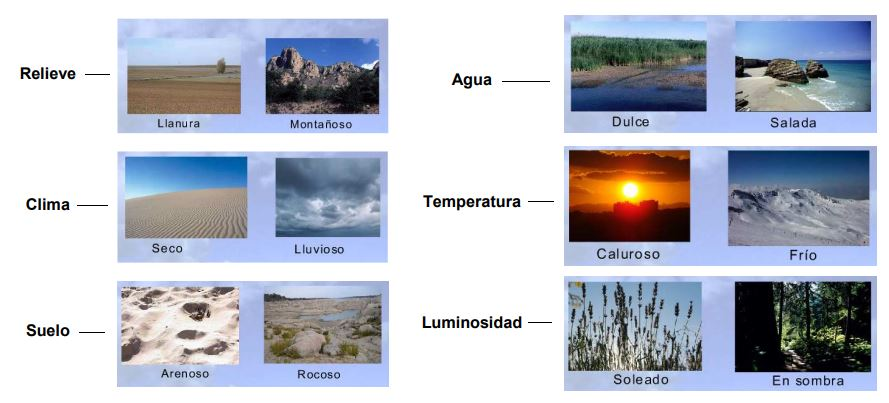 Relieve
Llanura
Montañoso
Clima
Seco
Lluvioso
Suelo
Arenoso
Rocoso
Agua
Dulce
Salada
Temperatura
Caluroso
Frío
Luminosidad
Soleado
En sombra